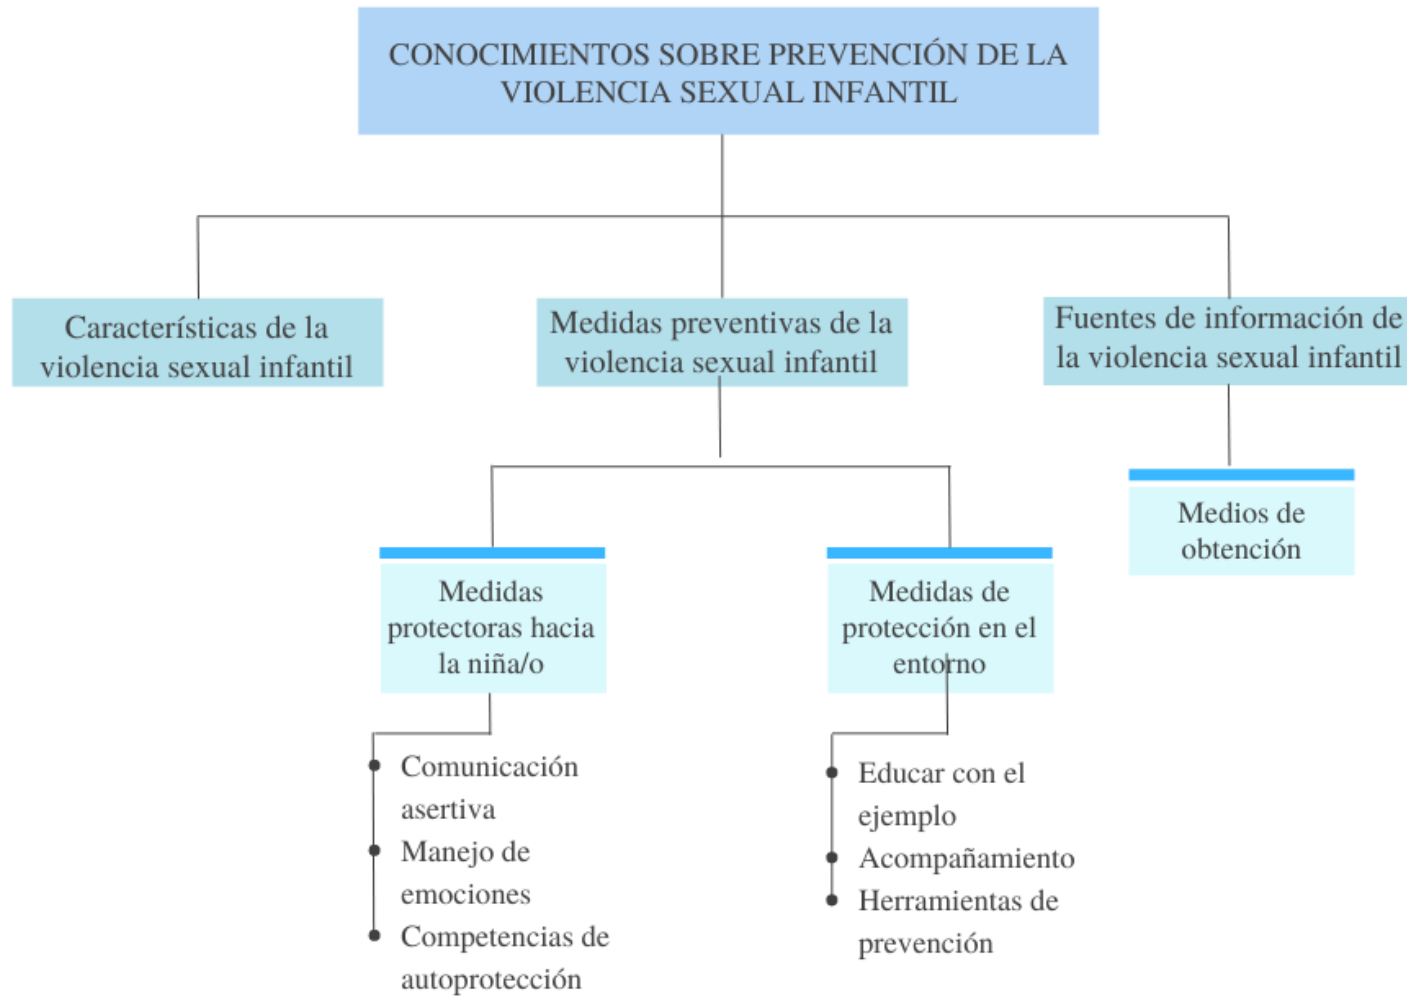 CONOCIMIENTOS SOBRE PREVENCIÓN DE LA
VIOLENCIA SEXUAL INFANTIL
Características de la
violencia sexual infantil
Medidas preventivas de la
violencia sexual infantil
Fuentes de información de
la violencia sexual infantil
Medios de
obtención
Medidas
protectoras hacia
la niña/o
Medidas de
protección en el
entorno
Comunicación
asertiva
Manejo de
emociones
Competencias de
autoprotección
Educar con el
ejemplo
Acompañamiento
Herramientas de
prevención